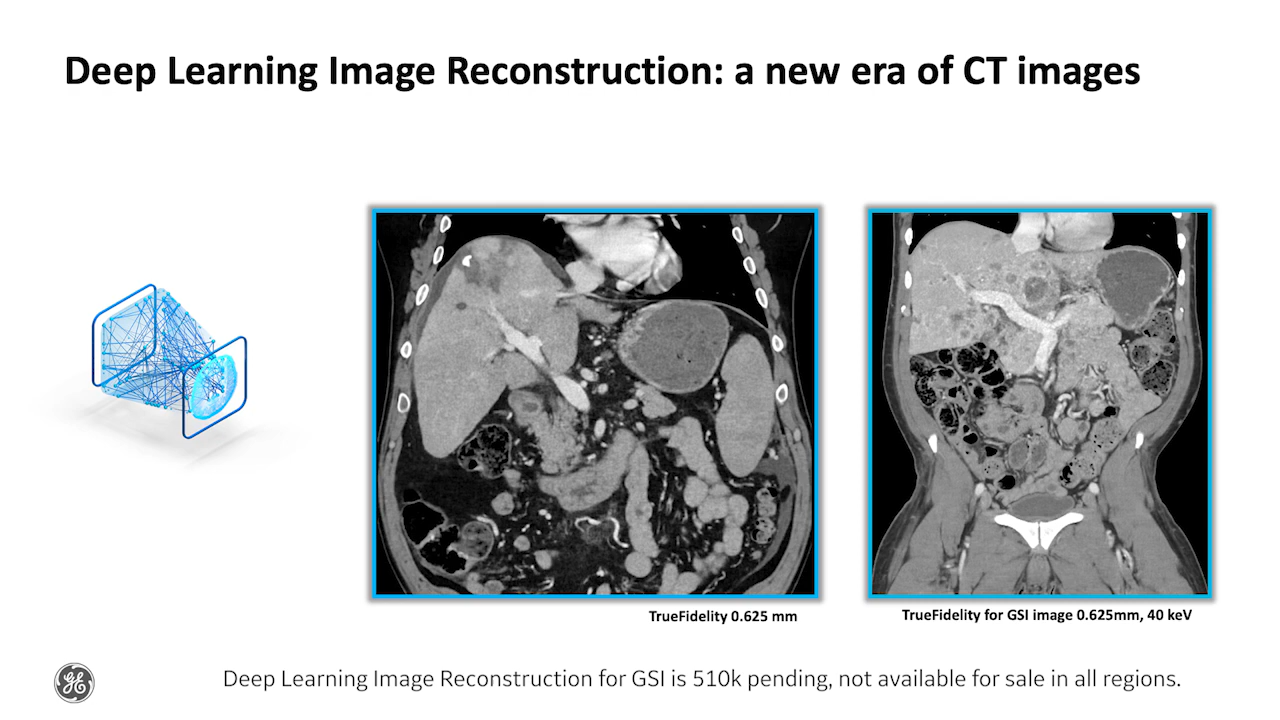 Deep Learning Image Reconstruction: a new era of CT images
TrueFidelity 0.625 mm
TrueFidelity for GSI image 0.625mm, 40 keV
GE
Deep Learning Image Reconstruction for GSI is 510k pending, not available for sale in all regions.